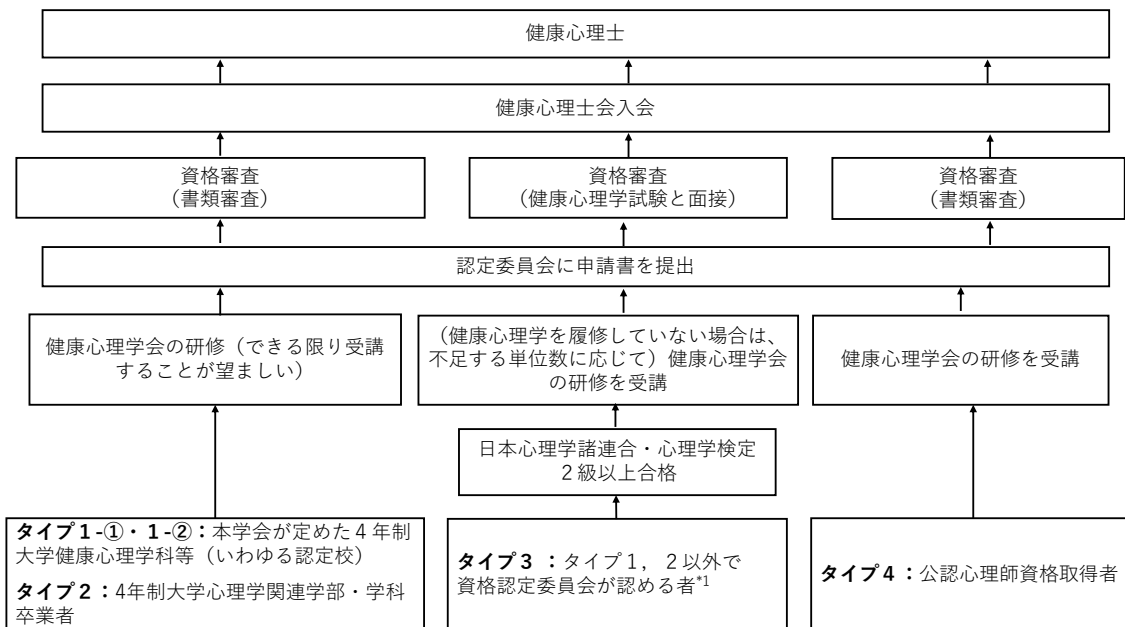 健康心理士
健康心理士会入会
資格審査
（書類審査）
資格審査
（健康心理学試験と面接）
資格審査
（書類審査）
認定委員会に申請書を提出
健康心理学会の研修（できる限り受講
することが望ましい）
（健康心理学を履修していない場合は、
不足する単位数に応じて）健康心理学会
の研修を受講
健康心理学会の研修を受講
日本心理学諸連合・心理学検定
２級以上合格
タイプ１-①・１-②：本学会が定めた４年制
大学健康心理学科等（いわゆる認定校）
タイプ２：4年制大学心理学関連学部・学科
卒業者
タイプ３ ：タイプ１， ２以外で
資格認定委員会が認める者*1
タイプ４：公認心理師資格取得者